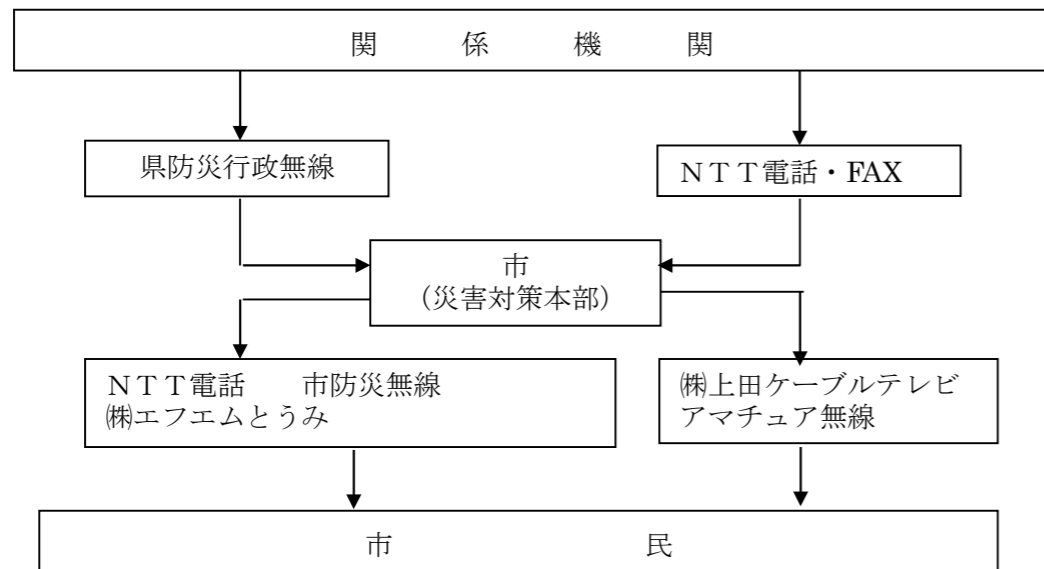 関係機関
県防災行政無線
ＮＴＴ電話・FAX
市
（災害対策本部）
ＮＴＴ電話　　市防災無線
㈱エフエムとうみ
㈱上田ケーブルテレビ
アマチュア無線
市民